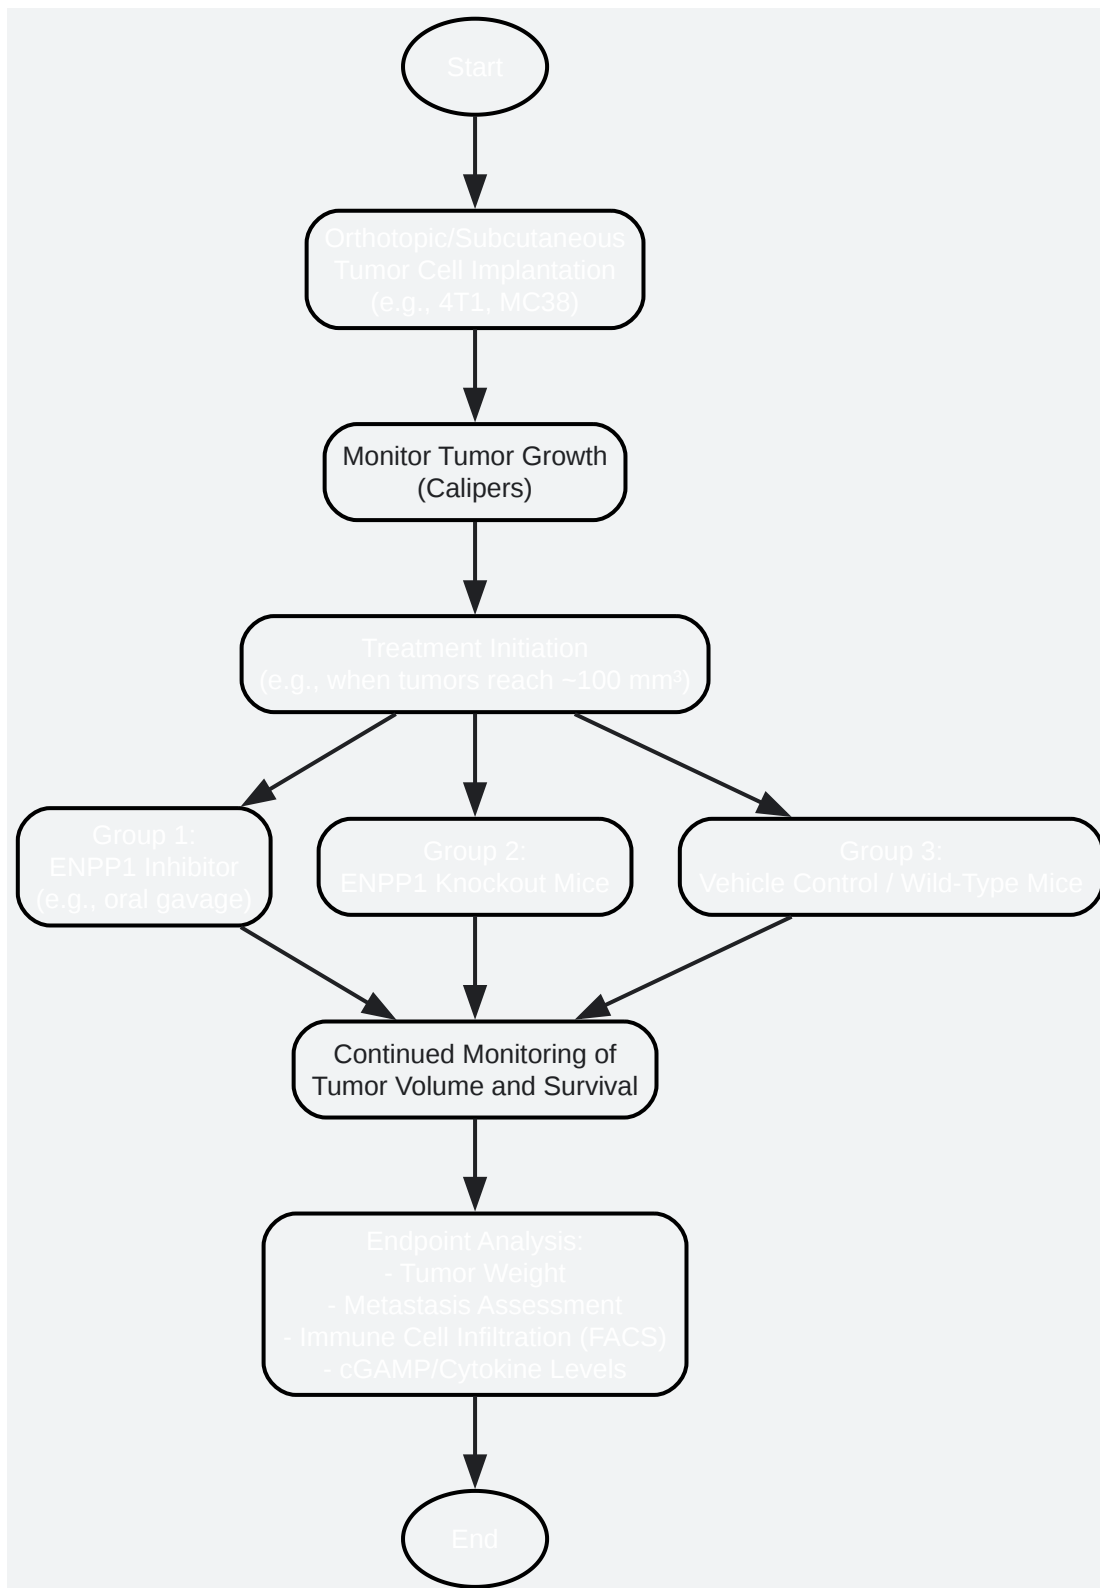 Start
Orthotopic/Subcutaneous
Tumor Cell Implantation
(e.g., 4T1, MC38)
Monitor Tumor Growth
(Calipers)
Treatment Initiation
(e.g., when tumors reach ~100 mm³)
Group 1:
ENPP1 Inhibitor
(e.g., oral gavage)
Group 2:
ENPP1 Knockout Mice
Group 3:
Vehicle Control / Wild-Type Mice
Continued Monitoring of
Tumor Volume and Survival
Endpoint Analysis:
- Tumor Weight
- Metastasis Assessment
- Immune Cell Infiltration (FACS)
- cGAMP/Cytokine Levels
End